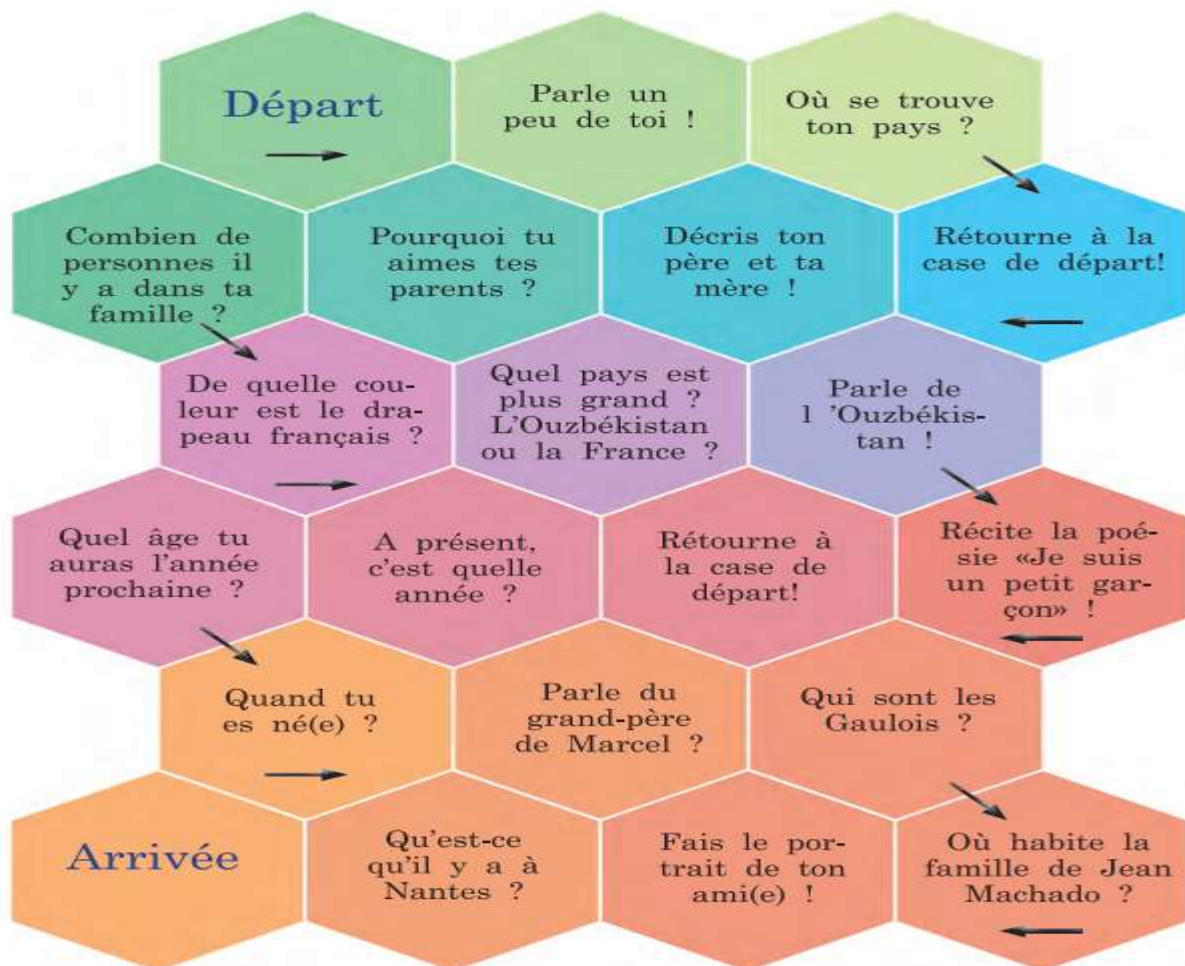 Départ
Parle un
peu de toi !
Où se trouve
ton pays ?
Combien de
personnes il
y a dans ta
famille ?
Pourquoi tu
aimes tes
parents ?
Décris ton
père et ta
mère !
Rétourne à la
case de départ!
De quelle cou-
leur est le dra-
peau français ?
Quel pays est
plus grand ?
L'Ouzbékistan
ou la France ?
Parle de
l 'Ouzbékis-
tan !
Quel âge tu
auras l'année
prochaine ?
A présent,
c'est quelle
année ?
Rétourne à
la case de
départ!
Récite la poé-
sie «Je suis
un petit gar-
çon» !
Quand tu
es né(e) ?
Parle du
grand-père
de Marcel ?
Qui sont les
Gaulois ?
Arrivée
Qu'est-ce
qu'il y a à
Nantes ?
Fais le por-
trait de ton
ami(e) !
Où habite la
famille de Jean
Machado ?